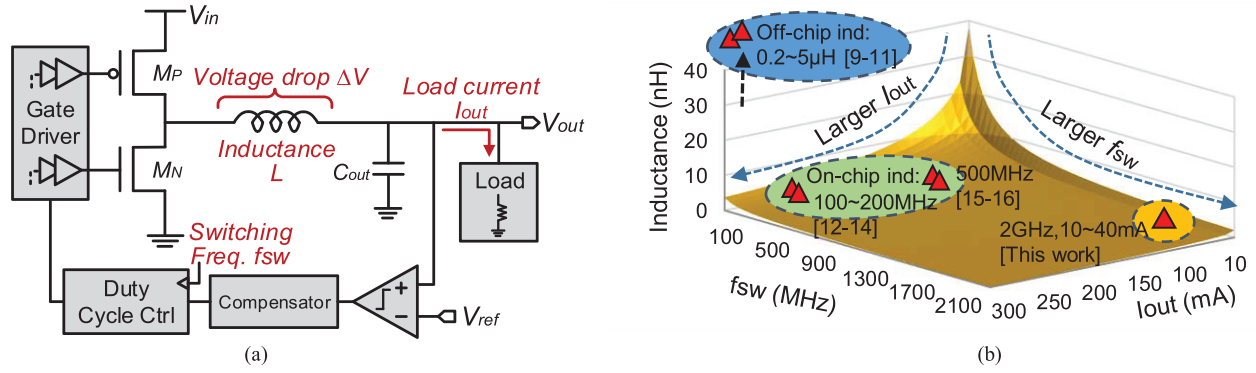 Vin
Gate
Driver
MP
MN
Voltage drop ΔV
Inductance
L
Load current
Iout
Vout
Cout
Load
Switching
Freq. fsw
Duty
Cycle Ctrl
Compensator
+
−
Vref
(a)
Off-chip ind:
0.2~5μH [9-11]
Inductance (nH)
40
30
20
10
0
Larger Iout
Larger fsw
On-chip ind:
100~200MHz
[12-14]
500MHz
[15-16]
2GHz,10~40mA
[This work]
100
500
900
1300
1700
2100
fsw (MHz)
300
250
200
150
100
10
Iout (mA)
(b)